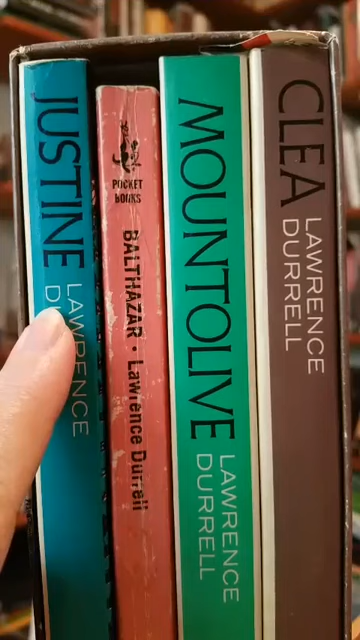 JUSTINE
LAWRENCE
D
POCKET
BOOKS
BALTHAZAR • Lawrence Durrell
MOUNTOLIVE
LAWRENCE
DURRELL
CLEA
LAWRENCE
DURRELL